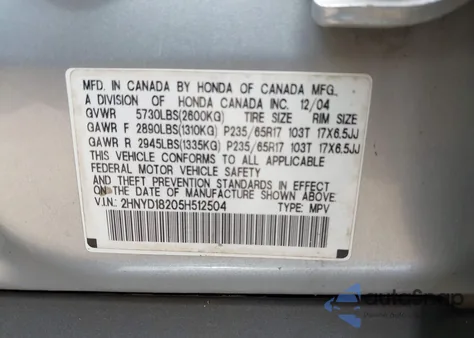 MFD. IN CANADA BY HONDA OF CANADA MFG.,
A DIVISION OF HONDA CANADA INC. 12/04
GVWR 5730LBS(2600KG) TIRE SIZE RIM SIZE
GAWR F 2890LBS(1310KG) P235/65R17 103T 17X6.5JJ
GAWR R 2945LBS(1335KG) P235/65R17 103T 17X6.5JJ
THIS VEHICLE CONFORMS TO ALL APPLICABLE
FEDERAL MOTOR VEHICLE SAFETY, BUMPER,
AND THEFT PREVENTION STANDARDS IN EFFECT
ON THE DATE OF MANUFACTURE SHOWN ABOVE.
V.I.N.: 2HNYD18205H512504 TYPE: MPV
autosnap